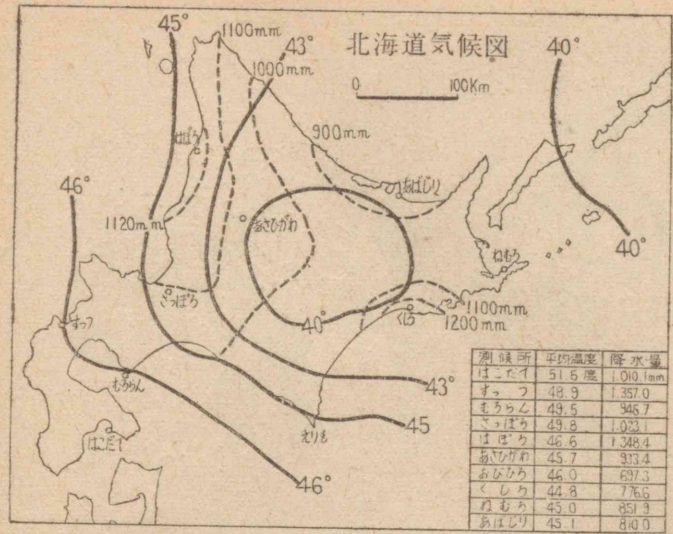 北海道気候図
0 100Km
45°
1100mm
43°
1000mm
40°
900mm
はぼろ
あばしり
46°
1120mm
あさひがわ
40°
ねむろ
さっぽろ
すっつ
40°
くしろ
1100mm
1200mm
むろらん
43°
はこだて
えりも
45
46°
測候所 平均温度 降水量
はこだて 51.6度 1.010.1mm
すっつ 48.9 1.357.0
むろらん 49.5 946.7
さっぽろ 49.8 1.023.1
はぼろ 46.6 1.348.4
あさひがわ 45.7 913.4
おびひろ 46.0 697.3
くしろ 44.8 776.6
ねむろ 45.0 851.9
あばしり 45.1 810.0